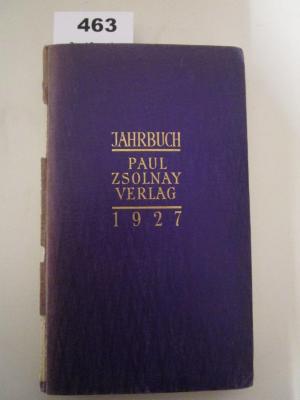 463
JAHRBUCH
PAUL
ZSOLNAY
VERLAG
1927